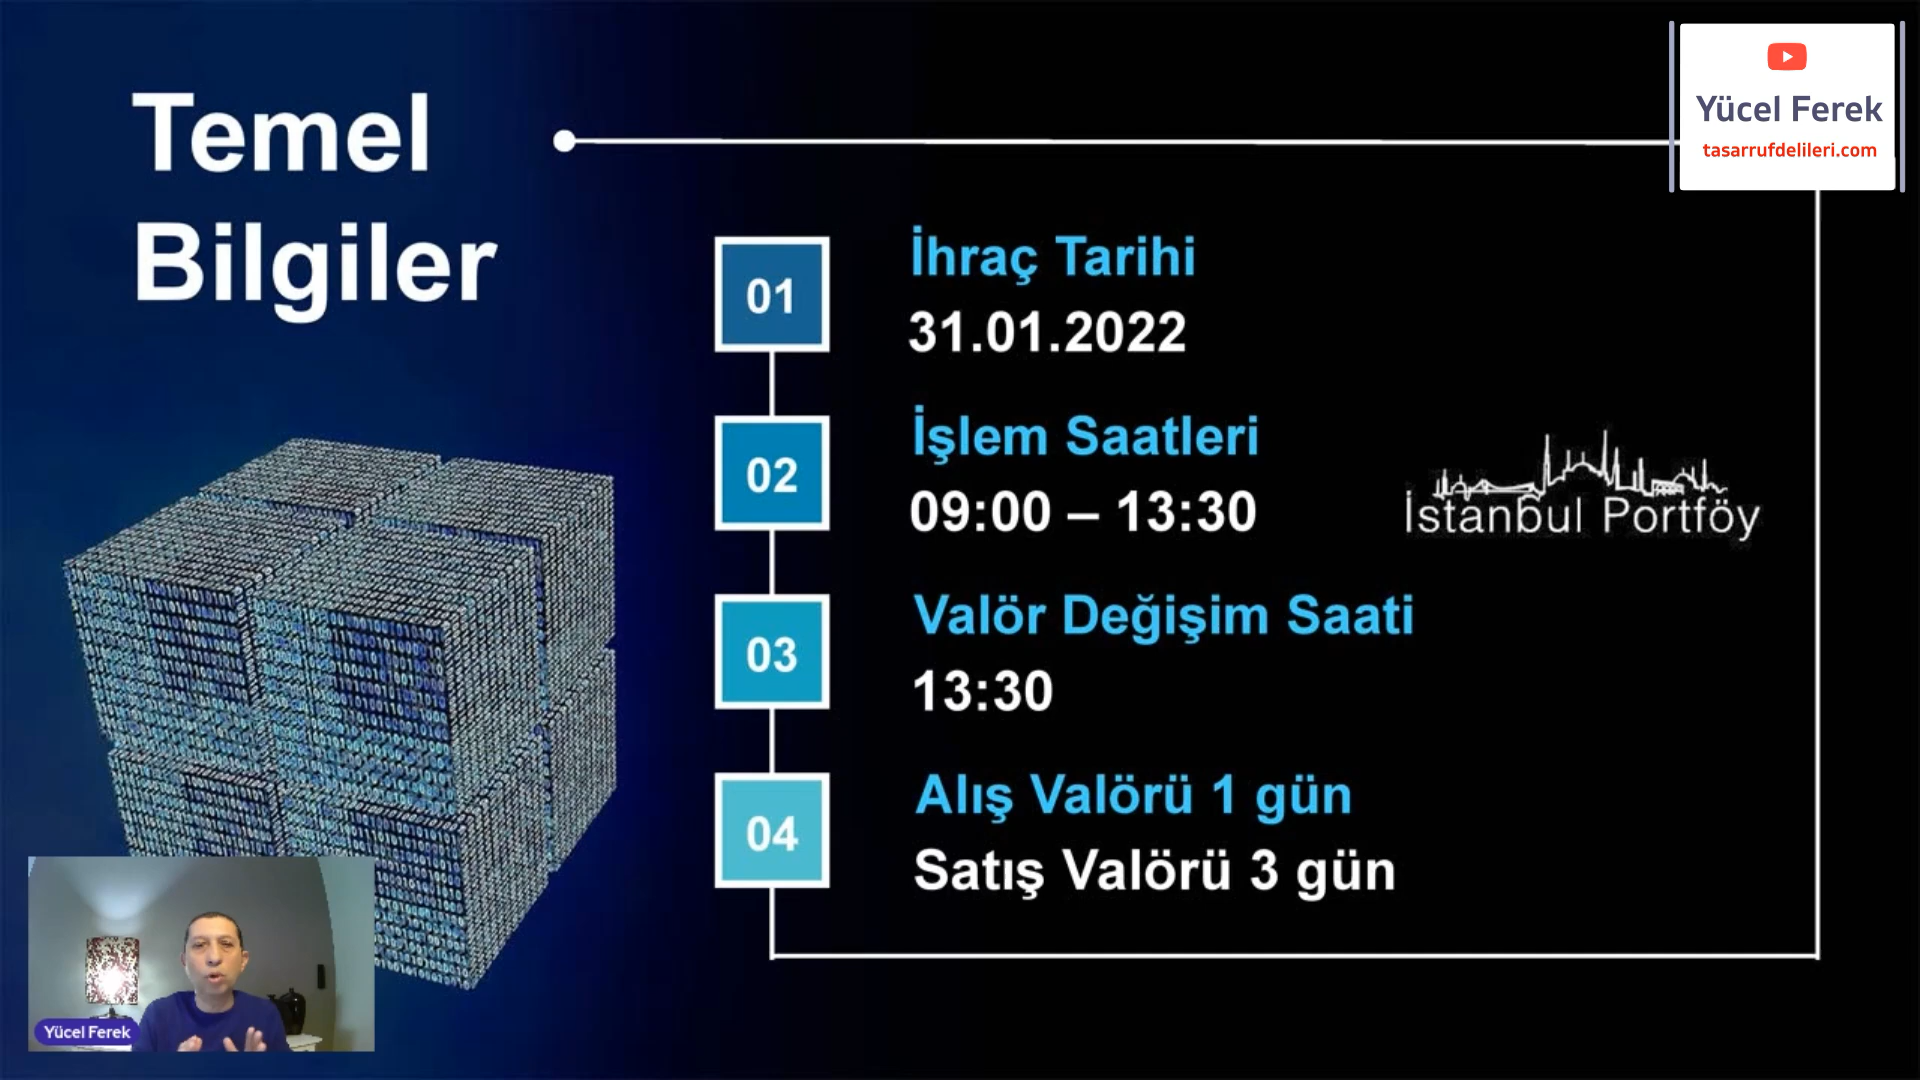 Temel
Bilgiler
Yücel Ferek
tasarrufdelileri.com
01
İhraç Tarihi
31.01.2022
02
İşlem Saatleri
09:00 – 13:30
İstanbul Portföy
03
Valör Değişim Saati
13:30
04
Alış Valörü 1 gün
Satış Valörü 3 gün
Yücel Ferek